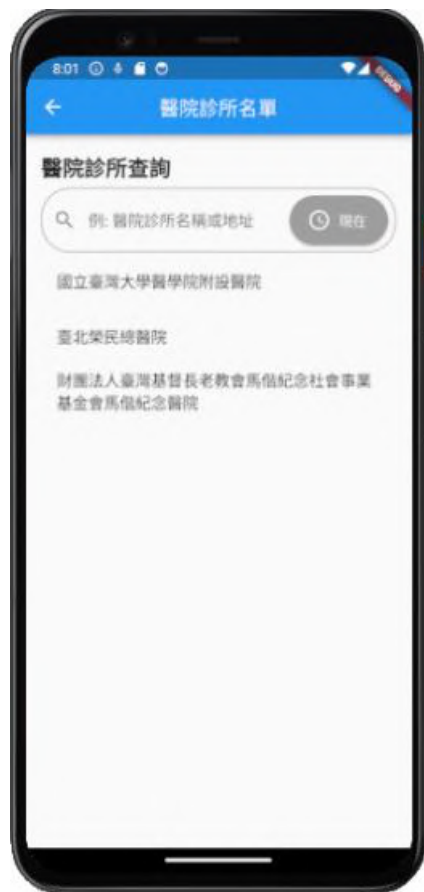 8:01
DEBUG
醫院診所名單
醫院診所查詢
例: 醫院診所名稱或地址
現在
國立臺灣大學醫學院附設醫院
臺北榮民總醫院
財團法人臺灣基督長老教會馬偕紀念社會事業
基金會馬偕紀念醫院